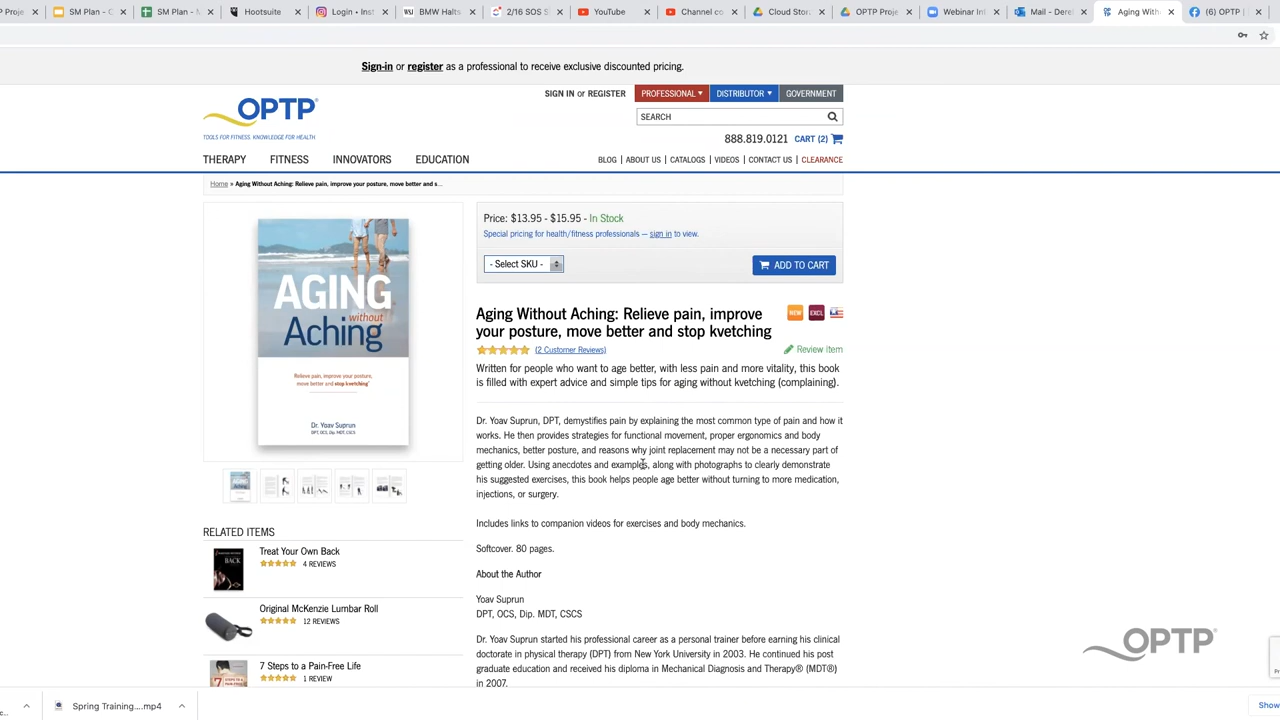 Proje
SM Plan - C
SM Plan - M
Hootsuite
Login • Inst
BMW Halts
2/16 SOS S
YouTube
Channel co
Cloud Stor
OPTP Proje
Webinar Inf
Mail – Dere
Aging With
(6) OPTP |
Sign-in or register as a professional to receive exclusive discounted pricing.
SIGN IN or REGISTER
PROFESSIONAL
DISTRIBUTOR
GOVERNMENT
OPTP
TOOLS FOR FITNESS. KNOWLEDGE FOR HEALTH
SEARCH
888.819.0121 CART (2)
THERAPY FITNESS INNOVATORS EDUCATION
BLOG | ABOUT US | CATALOGS | VIDEOS | CONTACT US | CLEARANCE
Home » Aging Without Aching: Relieve pain, improve your posture, move better and s...
AGING
without
Aching
Relieve pain, improve your posture,
move better and stop kvetching*
Dr. Yoav Suprun
DPT, OCS, Dip. MDT, CSCS
Price: $13.95 - $15.95 - In Stock
Special pricing for health/fitness professionals — sign in to view.
- Select SKU -
ADD TO CART
Aging Without Aching: Relieve pain, improve
your posture, move better and stop kvetching
NEW
EXCL
(2 Customer Reviews)
Review item
Written for people who want to age better, with less pain and more vitality, this book
is filled with expert advice and simple tips for aging without kvetching (complaining).
Dr. Yoav Suprun, DPT, demystifies pain by explaining the most common type of pain and how it
works. He then provides strategies for functional movement, proper ergonomics and body
mechanics, better posture, and reasons why joint replacement may not be a necessary part of
getting older. Using anecdotes and examples, along with photographs to clearly demonstrate
his suggested exercises, this book helps people age better without turning to more medication,
injections, or surgery.
Includes links to companion videos for exercises and body mechanics.
Softcover. 80 pages.
About the Author
Yoav Suprun
DPT, OCS, Dip. MDT, CSCS
Dr. Yoav Suprun started his professional career as a personal trainer before earning his clinical
doctorate in physical therapy (DPT) from New York University in 2003. He continued his post
graduate education and received his diploma in Mechanical Diagnosis and Therapy® (MDT®)
in 2007.
RELATED ITEMS
Treat Your Own Back
4 REVIEWS
Original McKenzie Lumbar Roll
12 REVIEWS
7 Steps to a Pain-Free Life
1 REVIEW
OPTP
Spring Training....mp4
Show